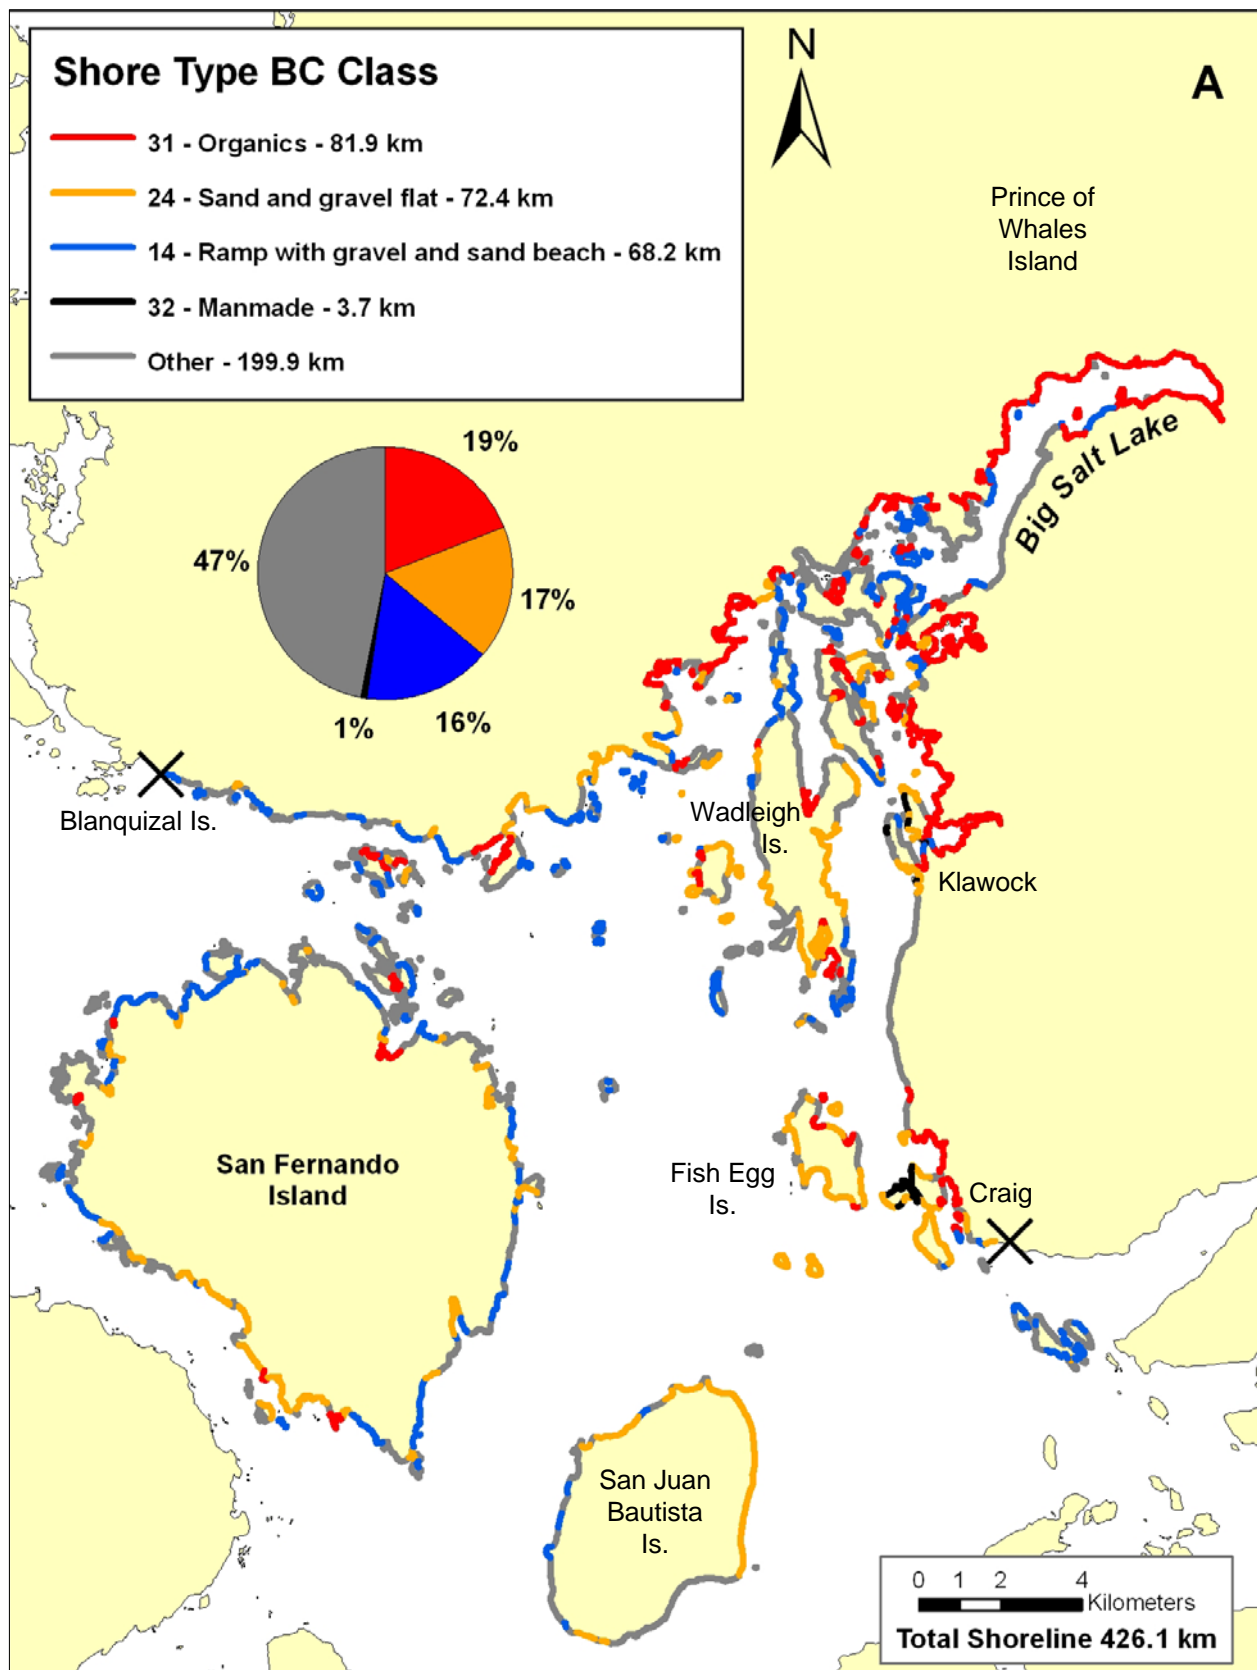 Shore Type BC Class
31 - Organics - 81.9 km
24 - Sand and gravel flat - 72.4 km
14 - Ramp with gravel and sand beach - 68.2 km
32 - Manmade - 3.7 km
Other - 199.9 km
N
A
Prince of
Whales
Island
19%
17%
16%
1%
47%
Big Salt Lake
Blanquizal Is.
Wadleigh
Is.
Klawock
San Fernando
Island
Fish Egg
Is.
Craig
San Juan
Bautista
Is.
0 1 2 4
Kilometers
Total Shoreline 426.1 km